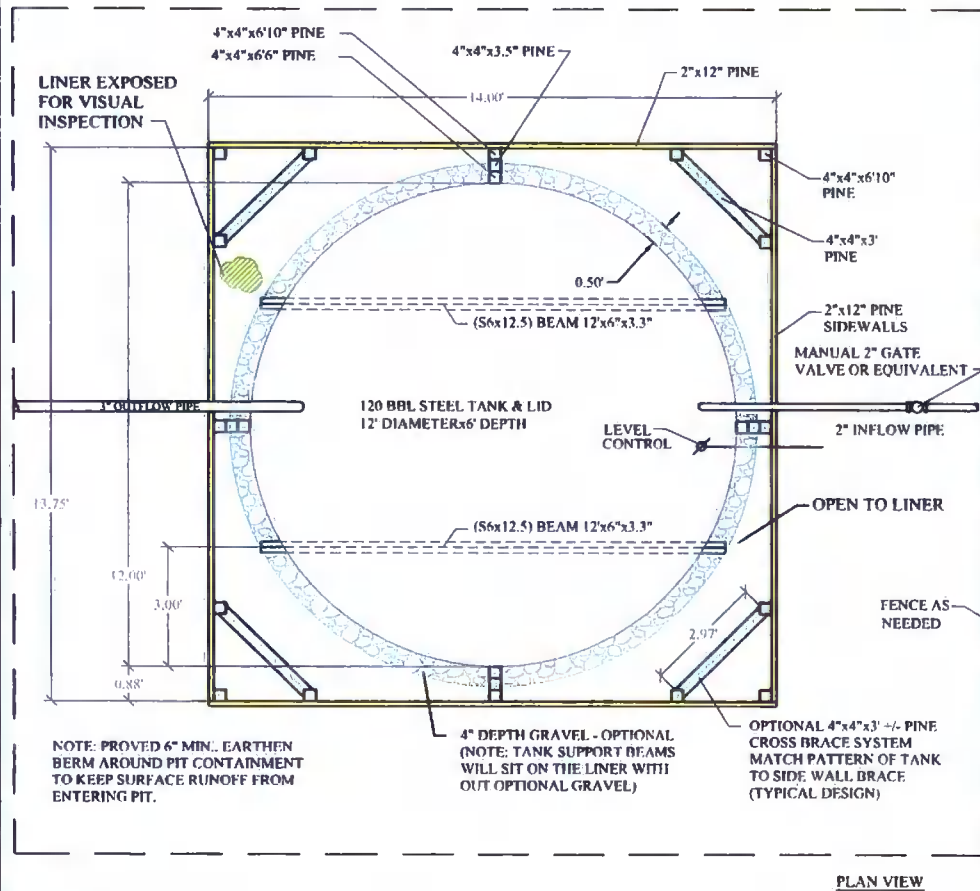 4"x4"x6'10" PINE
4"x4"x6'6" PINE
4"x4"x3.5" PINE
2"x12" PINE
LINER EXPOSED
FOR VISUAL
INSPECTION
14.00'
4"x4"x6'10"
PINE
4"x4"x3'
PINE
0.50'
(S6x12.5) BEAM 12'x6"x3.3"
2"x12" PINE
SIDEWALLS
MANUAL 2" GATE
VALVE OR EQUIVALENT
3" OUTFLOW PIPE
120 BBL STEEL TANK & LID
12' DIAMETERx6' DEPTH
LEVEL
CONTROL
2" INFLOW PIPE
13.75'
OPEN TO LINER
(S6x12.5) BEAM 12'x6"x3.3"
12.00'
3.00'
2.97'
FENCE AS
NEEDED
0.88'
NOTE: PROVED 6" MIN.. EARTHEN
BERM AROUND PIT CONTAINMENT
TO KEEP SURFACE RUNOFF FROM
ENTERING PIT.
4" DEPTH GRAVEL - OPTIONAL
(NOTE: TANK SUPPORT BEAMS
WILL SIT ON THE LINER WITH
OUT OPTIONAL GRAVEL)
OPTIONAL 4"x4"x3' +/- PINE
CROSS BRACE SYSTEM
MATCH PATTERN OF TANK
TO SIDE WALL BRACE
(TYPICAL DESIGN)
PLAN VIEW